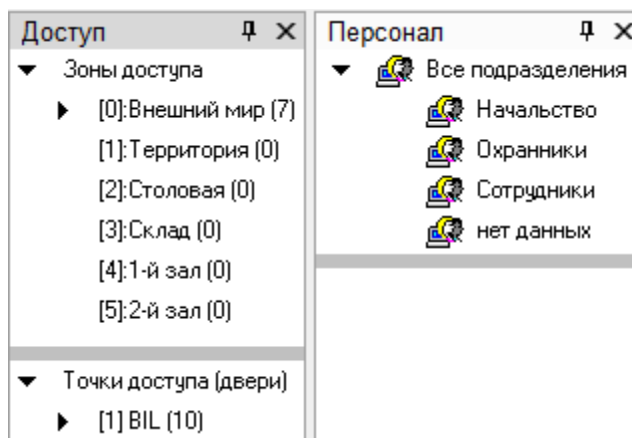 Доступ
Зоны доступа
[0]:Внешний мир (7)
[1]:Территория (0)
[2]:Столовая (0)
[3]:Склад (0)
[4]:1-й зал (0)
[5]:2-й зал (0)
Точки доступа (двери)
[1] BIL (10)
Персонал
Все подразделения
Начальство
Охранники
Сотрудники
нет данных